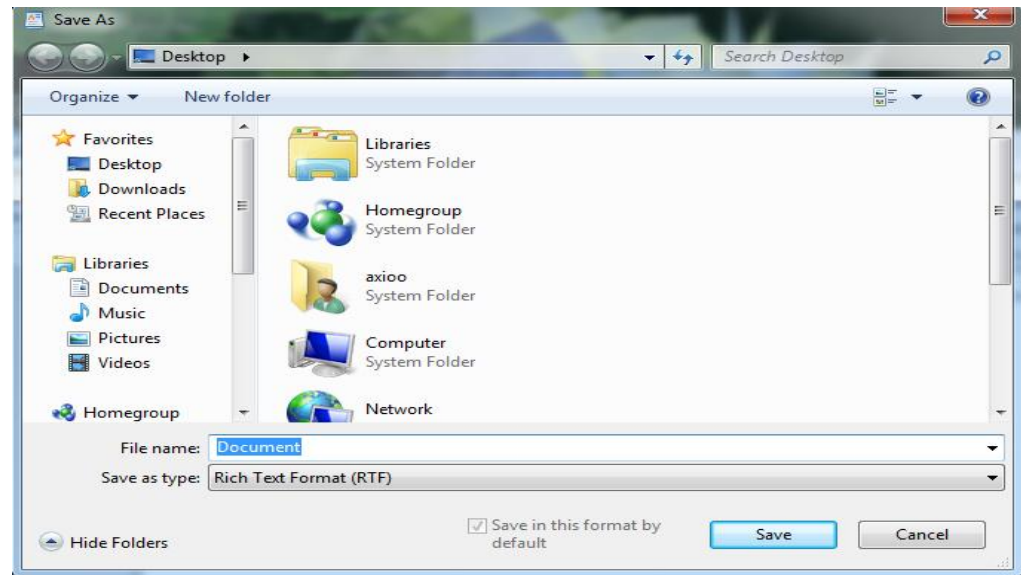 Save As
Desktop
Search Desktop
Organize
New folder
Favorites
Desktop
Downloads
Recent Places
Libraries
Documents
Music
Pictures
Videos
Homegroup
Libraries
System Folder
Homegroup
System Folder
axioo
System Folder
Computer
System Folder
Network
File name: Document
Save as type: Rich Text Format (RTF)
Hide Folders
Save in this format by
default
Save
Cancel